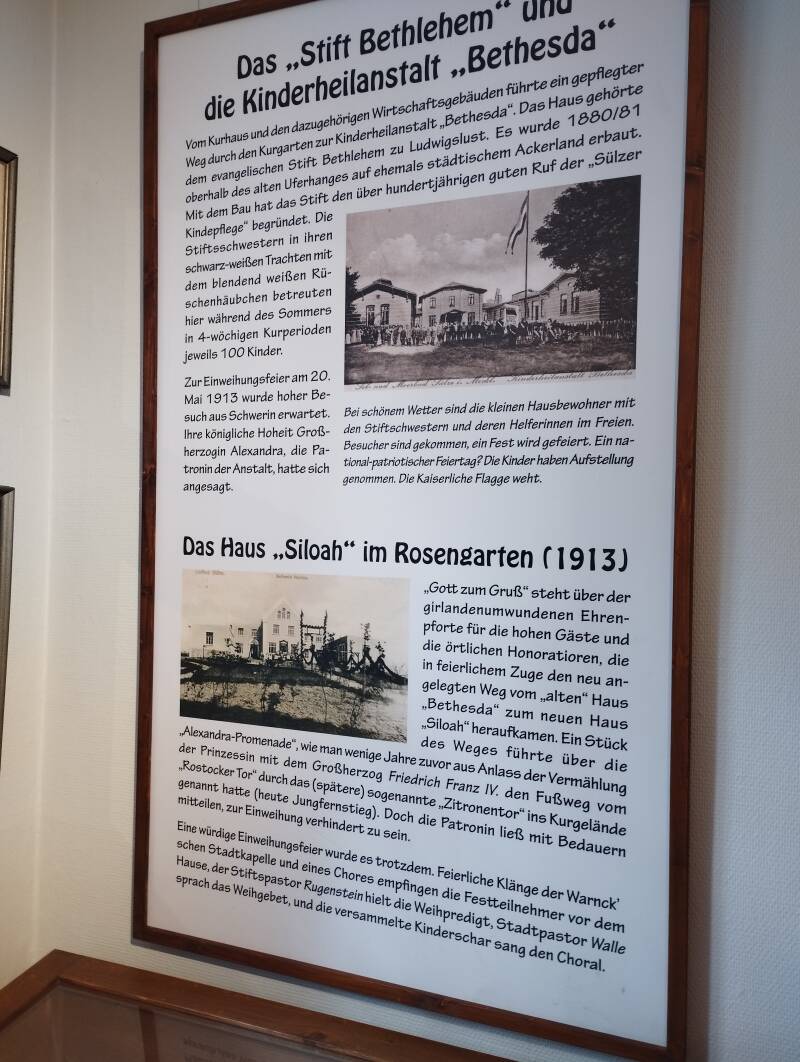 Das „Stift Bethlehem“ und
die Kinderheilanstalt „Bethesda“
Vom Kurhaus und den dazugehörigen Wirtschaftsgebäuden führte ein gepflegter
Weg durch den Kurgarten zur Kinderheilanstalt „Bethesda“. Das Haus gehörte
dem evangelischen Stift Bethlehem zu Ludwigslust. Es wurde 1880/81
oberhalb des alten Uferhanges auf ehemals städtischem Ackerland erbaut.
Mit dem Bau hat das Stift den über hundertjährigen guten Ruf der „Sülzer
Kindepflege“ begründet. Die
Stiftsschwestern in ihren
schwarz-weißen Trachten mit
dem blendend weißen Rü-
schenhäubchen betreuten
hier während des Sommers
in 4-wöchigen Kurperioden
jeweils 100 Kinder.
Zur Einweihungsfeier am 20.
Mai 1913 wurde hoher Be-
such aus Schwerin erwartet.
Ihre königliche Hoheit Groß-
herzogin Alexandra, die Pa-
tronin der Anstalt, hatte sich
angesagt.
Sol- und Moorbad Sülze i. Meckl. Kinderheilanstalt Bethesda
Bei schönem Wetter sind die kleinen Hausbewohner mit
den Stiftschwestern und deren Helferinnen im Freien.
Besucher sind gekommen, ein Fest wird gefeiert. Ein na-
tional-patriotischer Feiertag? Die Kinder haben Aufstellung
genommen. Die Kaiserliche Flagge weht.
Das Haus „Siloah“ im Rosengarten (1913)
„Gott zum Gruß“ steht über der
girlandenumwundenen Ehren-
pforte für die hohen Gäste und
die örtlichen Honoratioren, die
in feierlichem Zuge den neu an-
gelegten Weg vom „alten“ Haus
„Bethesda“ zum neuen Haus
„Siloah“ heraufkamen. Ein Stück
des Weges führte über die
„Alexandra-Promenade“, wie man wenige Jahre zuvor aus Anlass der Vermählung
der Prinzessin mit dem Großherzog Friedrich Franz IV. den Fußweg vom
„Rostocker Tor“ durch das (spätere) sogenannte „Zitronentor“ ins Kurgelände
genannt hatte (heute Jungfernstieg). Doch die Patronin ließ mit Bedauern
mitteilen, zur Einweihung verhindert zu sein.
Eine würdige Einweihungsfeier wurde es trotzdem. Feierliche Klänge der Warnck’
schen Stadtkapelle und eines Chores empfingen die Festteilnehmer vor dem
Hause, der Stiftspastor Rugenstein hielt die Weihpredigt, Stadtpastor Walle
sprach das Weihgebet, und die versammelte Kinderschar sang den Choral.